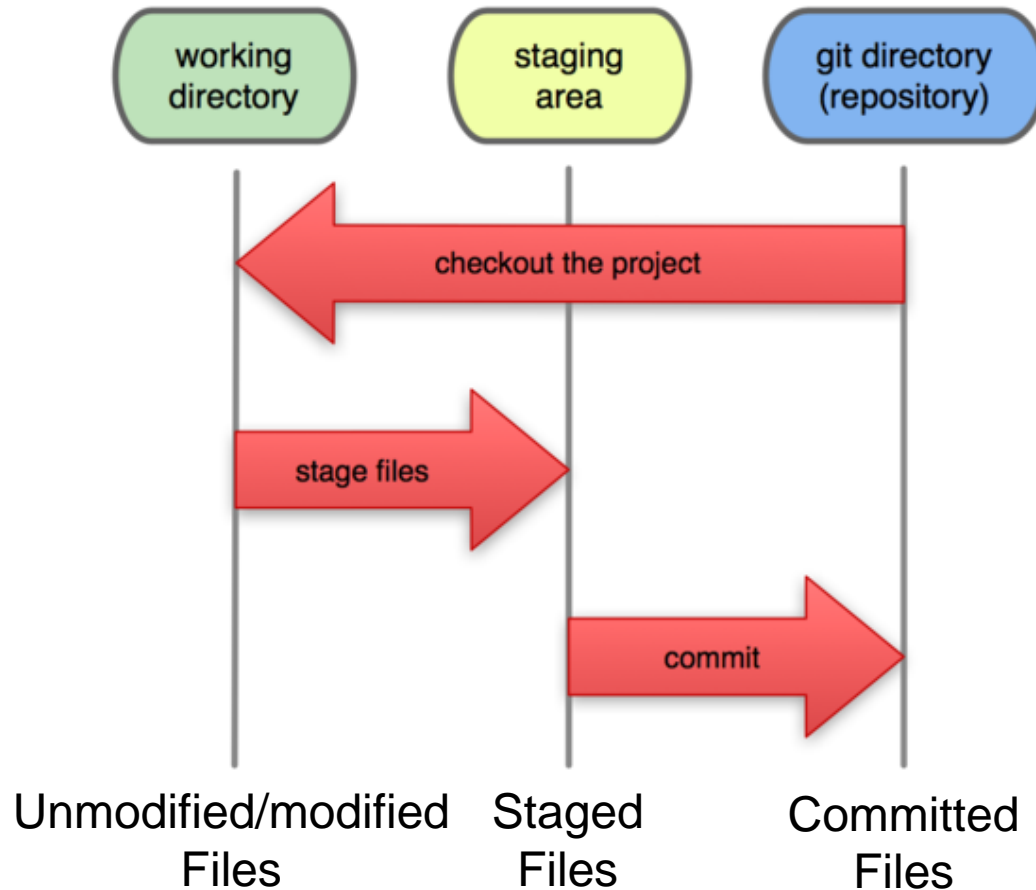 working
directory
staging
area
git directory
(repository)
checkout the project
stage files
commit
Unmodified/modified
Files
Staged
Files
Committed
Files